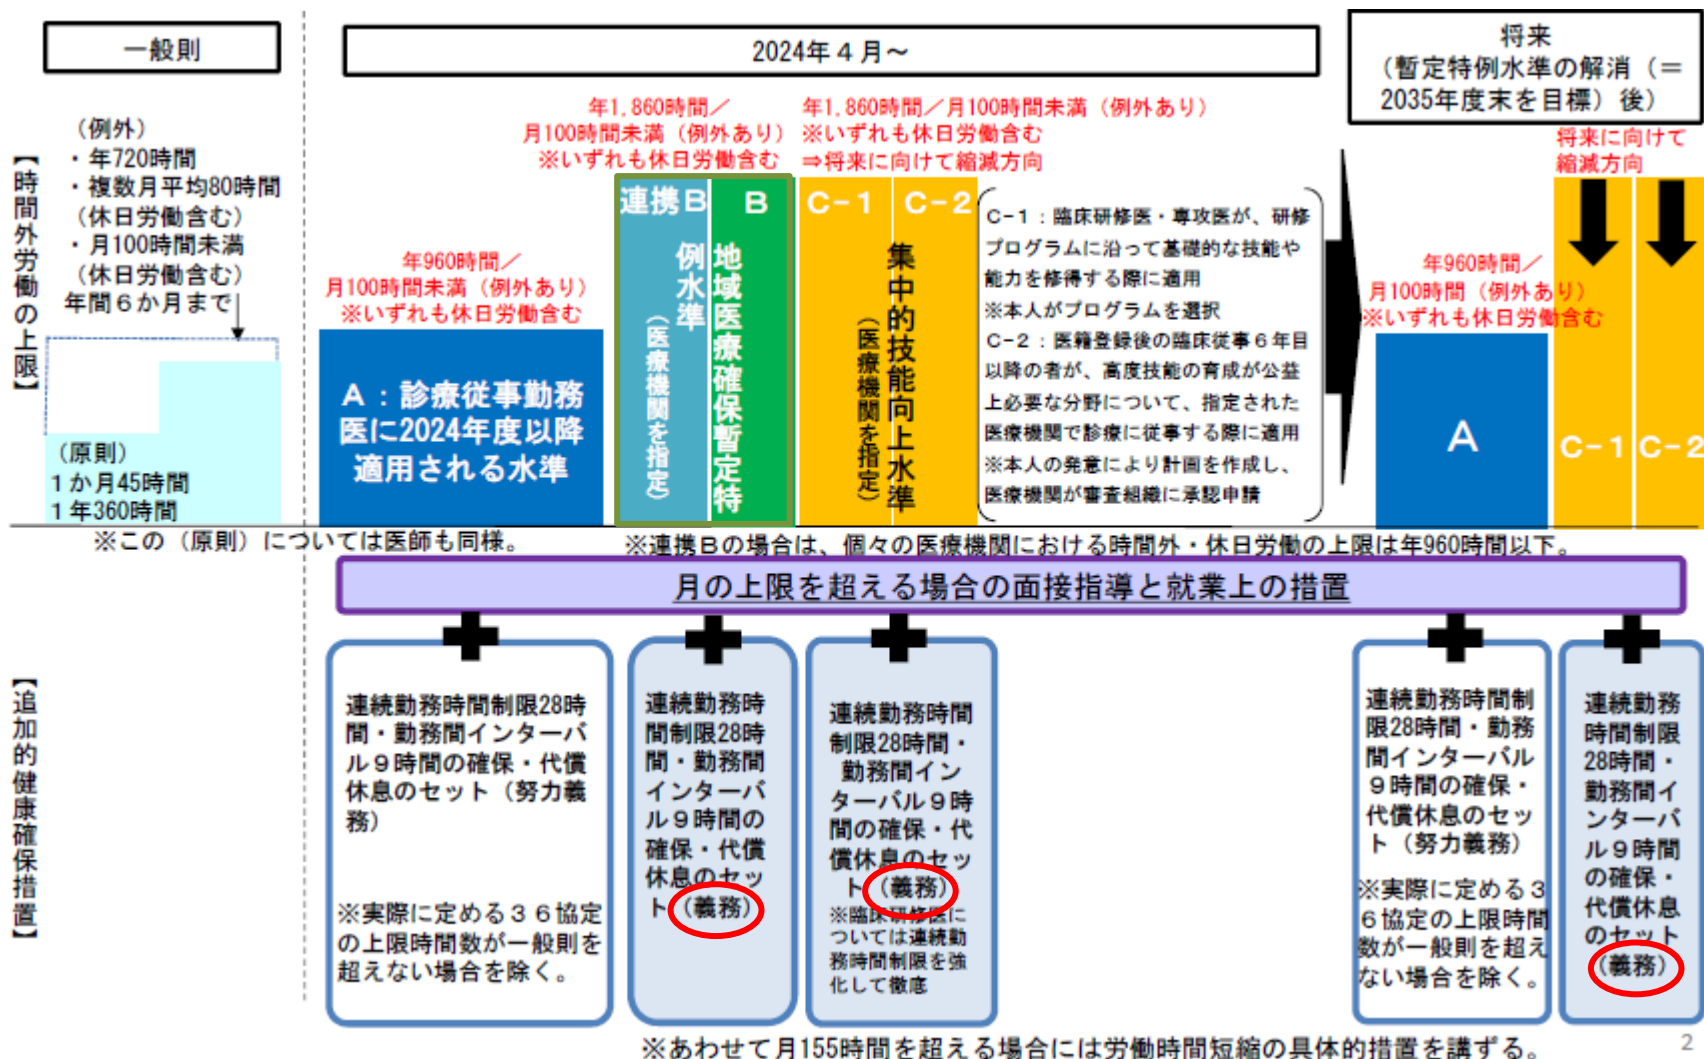 一般則
2024年４月～
将来
（暫定特例水準の解消（＝
2035年度末を目標）後）
【時間外労働の上限】
（例外）
・年720時間
・複数月平均80時間
（休日労働含む）
・月100時間未満
（休日労働含む）
年間６か月まで
（原則）
１か月45時間
１年360時間
※この（原則）については医師も同様。
年960時間／
月100時間未満（例外あり）
※いずれも休日労働含む
Ａ：診療従事勤務
医に2024年度以降
適用される水準
年1,860時間／
月100時間未満（例外あり）
※いずれも休日労働含む
連携Ｂ
Ｂ
地域医療確保暫定特
例水準
（医療機関を指定）
年1,860時間／月100時間未満（例外あり）
※いずれも休日労働含む
⇒将来に向けて縮減方向
Ｃ-１
Ｃ-２
集中的技能向上水準
（医療機関を指定）
Ｃ-１：臨床研修医・専攻医が、研修
プログラムに沿って基礎的な技能や
能力を修得する際に適用
※本人がプログラムを選択
Ｃ-２：医籍登録後の臨床従事６年目
以降の者が、高度技能の育成が公益
上必要な分野について、指定された
医療機関で診療に従事する際に適用
※本人の発意により計画を作成し、
医療機関が審査組織に承認申請
将来に向けて
縮減方向
年960時間／
月100時間（例外あり）
※いずれも休日労働含む
Ａ
Ｃ-１
Ｃ-２
※連携Ｂの場合は、個々の医療機関における時間外・休日労働の上限は年960時間以下。
月の上限を超える場合の面接指導と就業上の措置
【追加的健康確保措置】
連続勤務時間制限28時
間・勤務間インターバ
ル９時間の確保・代償
休息のセット（努力義
務）
※実際に定める３６協定
の上限時間数が一般則を
超えない場合を除く。
連続勤務時
間制限28時
間・勤務間
インターバ
ル９時間の
確保・代償
休息のセッ
ト（義務）
連続勤務時間
制限28時間・
勤務間イン
ターバル９時
間の確保・代
償休息のセッ
ト（義務）
※臨床研修医に
ついては連続勤
務時間制限を強
化して徹底
連続勤務時間制
限28時間・勤務
間インターバル
９時間の確保・
代償休息のセッ
ト（努力義務）
※実際に定める３
６協定の上限時間
数が一般則を超え
ない場合を除く。
連続勤務
時間制限
28時間・
勤務間イ
ンターバ
ル９時間
の確保・
代償休息
のセット
（義務）
※あわせて月155時間を超える場合には労働時間短縮の具体的措置を講ずる。
2